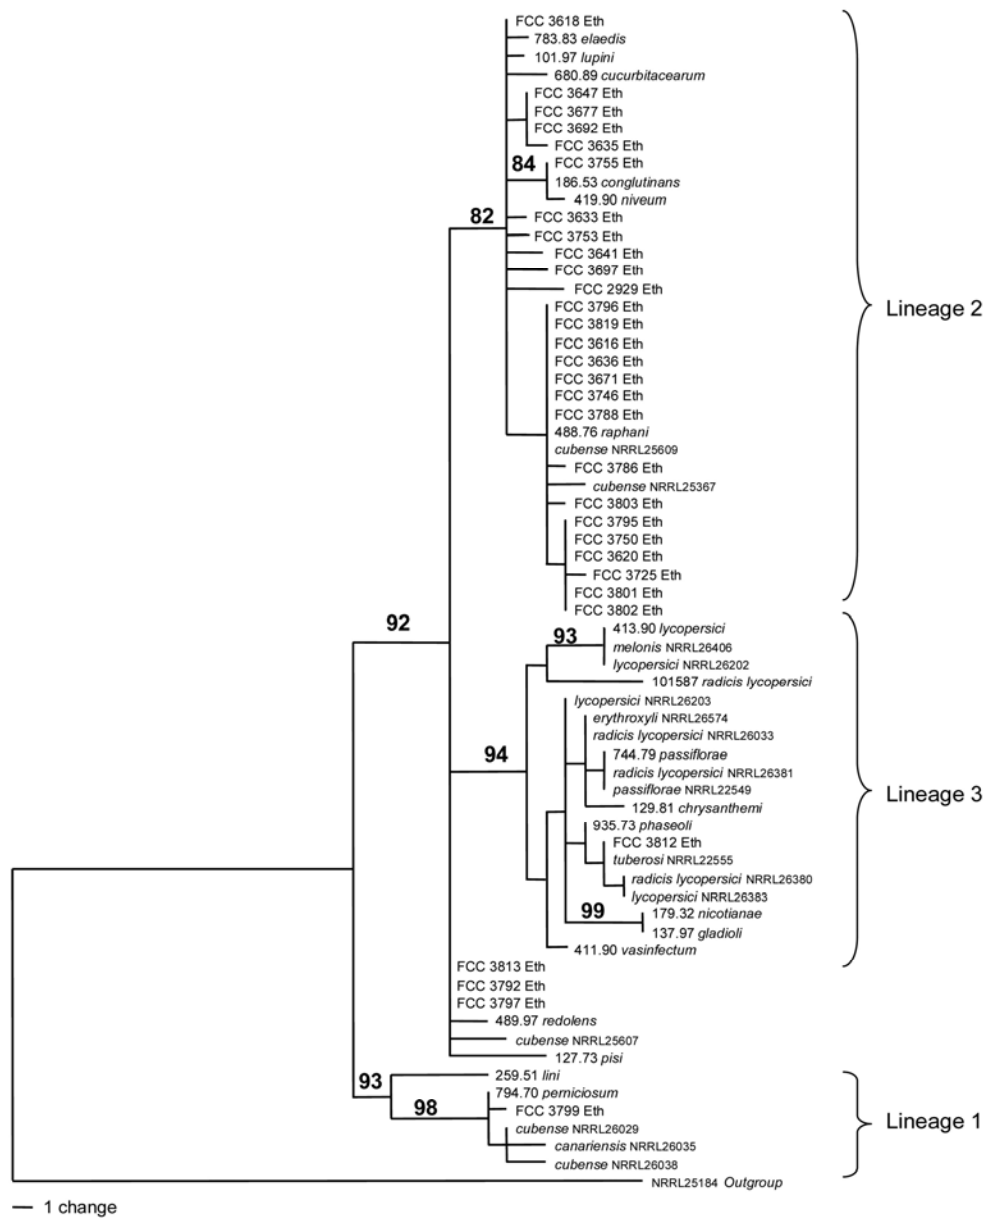 FCC 3618 Eth
783.83 elaedis
101.97 lupini
680.89 cucurbitacearum
FCC 3647 Eth
FCC 3677 Eth
FCC 3692 Eth
FCC 3635 Eth
84
FCC 3755 Eth
186.53 conglutinans
419.90 niveum
82
FCC 3633 Eth
FCC 3753 Eth
FCC 3641 Eth
FCC 3697 Eth
FCC 2929 Eth
FCC 3796 Eth
Lineage 2
FCC 3819 Eth
FCC 3616 Eth
FCC 3636 Eth
FCC 3671 Eth
FCC 3746 Eth
FCC 3788 Eth
488.76 raphani
cubense NRRL25609
FCC 3786 Eth
cubense NRRL25367
FCC 3803 Eth
FCC 3795 Eth
FCC 3750 Eth
FCC 3620 Eth
FCC 3725 Eth
FCC 3801 Eth
FCC 3802 Eth
92
413.90 lycopersici
93
melonis NRRL26406
lycopersici NRRL26202
101587 radicis lycopersici
lycopersici NRRL26203
erythroxyli NRRL26574
radicis lycopersici NRRL26033
94
744.79 passiflorae
radicis lycopersici NRRL26381
passiflorae NRRL22549
Lineage 3
129.81 chrysanthemi
935.73 phaseoli
FCC 3812 Eth
tuberosi NRRL22555
radicis lycopersici NRRL26380
lycopersici NRRL26383
99
179.32 nicotianae
137.97 gladioli
411.90 vasinfectum
FCC 3813 Eth
FCC 3792 Eth
FCC 3797 Eth
489.97 redolens
cubense NRRL25607
127.73 pisi
93
259.51 lini
794.70 perniciosum
98
FCC 3799 Eth
Lineage 1
cubense NRRL26029
canariensis NRRL26035
cubense NRRL26038
NRRL25184 Outgroup
1 change